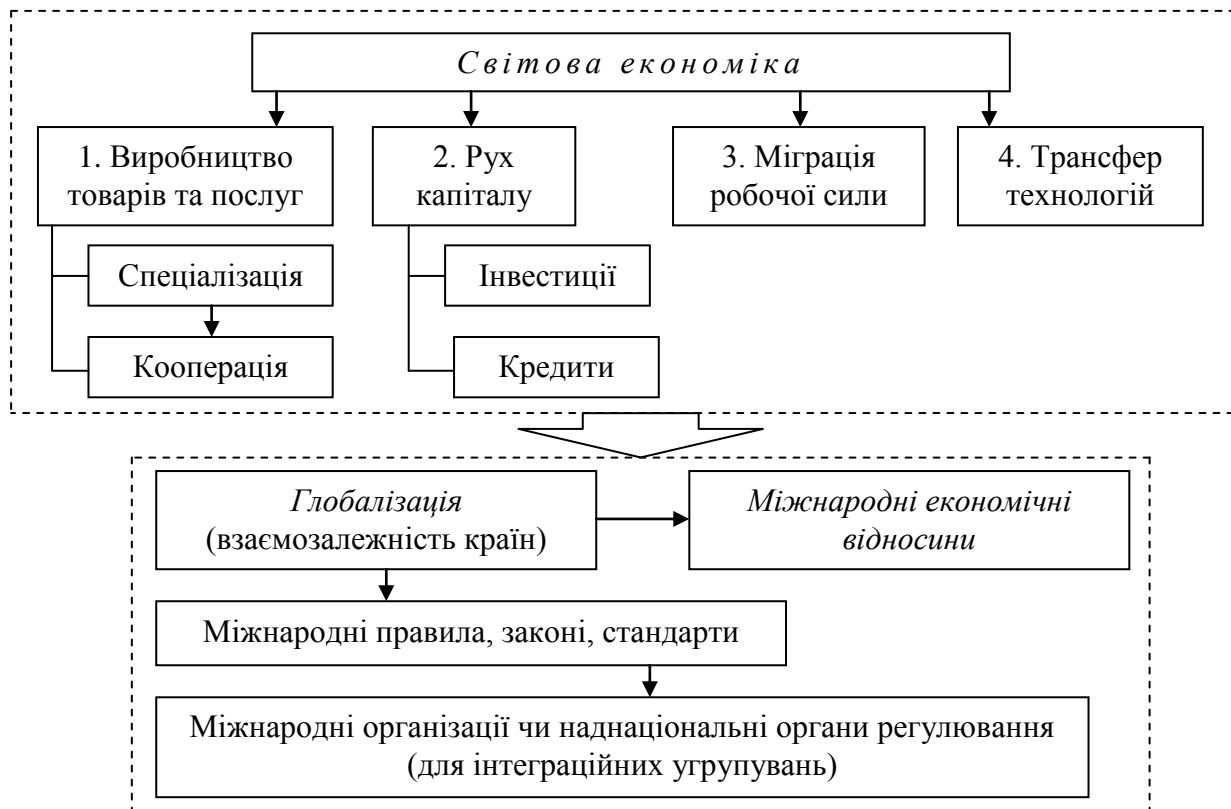 Світова економіка
1. Виробництво
товарів та послуг
2. Рух
капіталу
3. Міграція
робочої сили
4. Трансфер
технологій
Спеціалізація
Кооперація
Інвестиції
Кредити
Глобалізація
(взаємозалежність країн)
Міжнародні економічні
відносини
Міжнародні правила, законі, стандарти
Міжнародні організації чи наднаціональні органи регулювання
(для інтеграційних угрупувань)